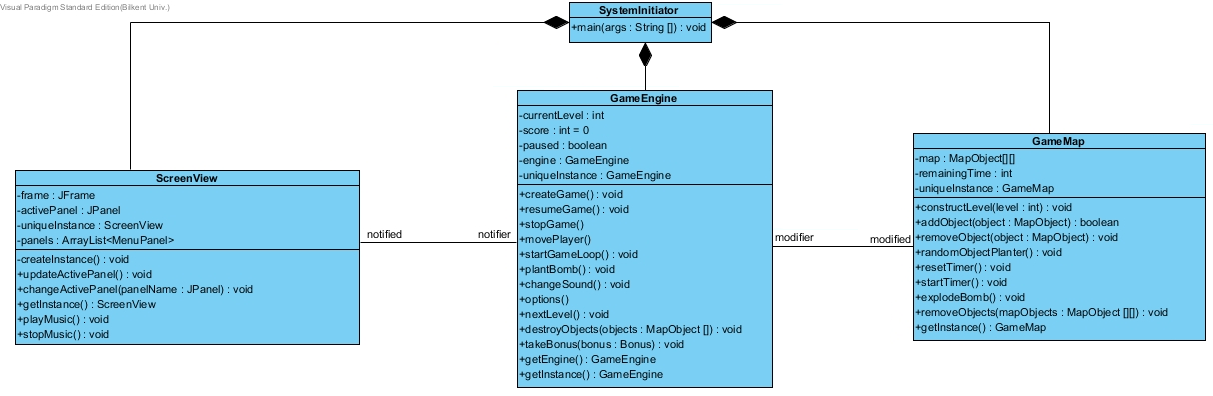 Visual Paradigm Standard Edition(Bilkent Univ.)
SystemInitiator
+main(args : String []) : void
GameEngine
-currentLevel : int
-score : int = 0
-paused : boolean
-engine : GameEngine
-uniqueInstance : GameEngine
+createGame() : void
+resumeGame() : void
+stopGame()
+movePlayer()
+startGameLoop() : void
+plantBomb() : void
+changeSound() : void
+options()
+nextLevel() : void
+destroyObjects(objects : MapObject []) : void
+takeBonus(bonus : Bonus) : void
+getEngine() : GameEngine
+getInstance() : GameEngine
ScreenView
-frame : JFrame
-activePanel : JPanel
-uniqueInstance : ScreenView
-panels : ArrayList<MenuPanel>
-createInstance() : void
+updateActivePanel() : void
+changeActivePanel(panelName : JPanel) : void
+getInstance() : ScreenView
+playMusic() : void
+stopMusic() : void
notified
notifier
modifier
modified
GameMap
-map : MapObject[][]
-remainingTime : int
-uniqueInstance : GameMap
+constructLevel(level : int) : void
+addObject(object : MapObject) : boolean
+removeObject(object : MapObject) : void
+randomObjectPlanter() : void
+resetTimer() : void
+startTimer() : void
+explodeBomb() : void
+removeObjects(mapObjects : MapObject [][]) : void
+getInstance() : GameMap